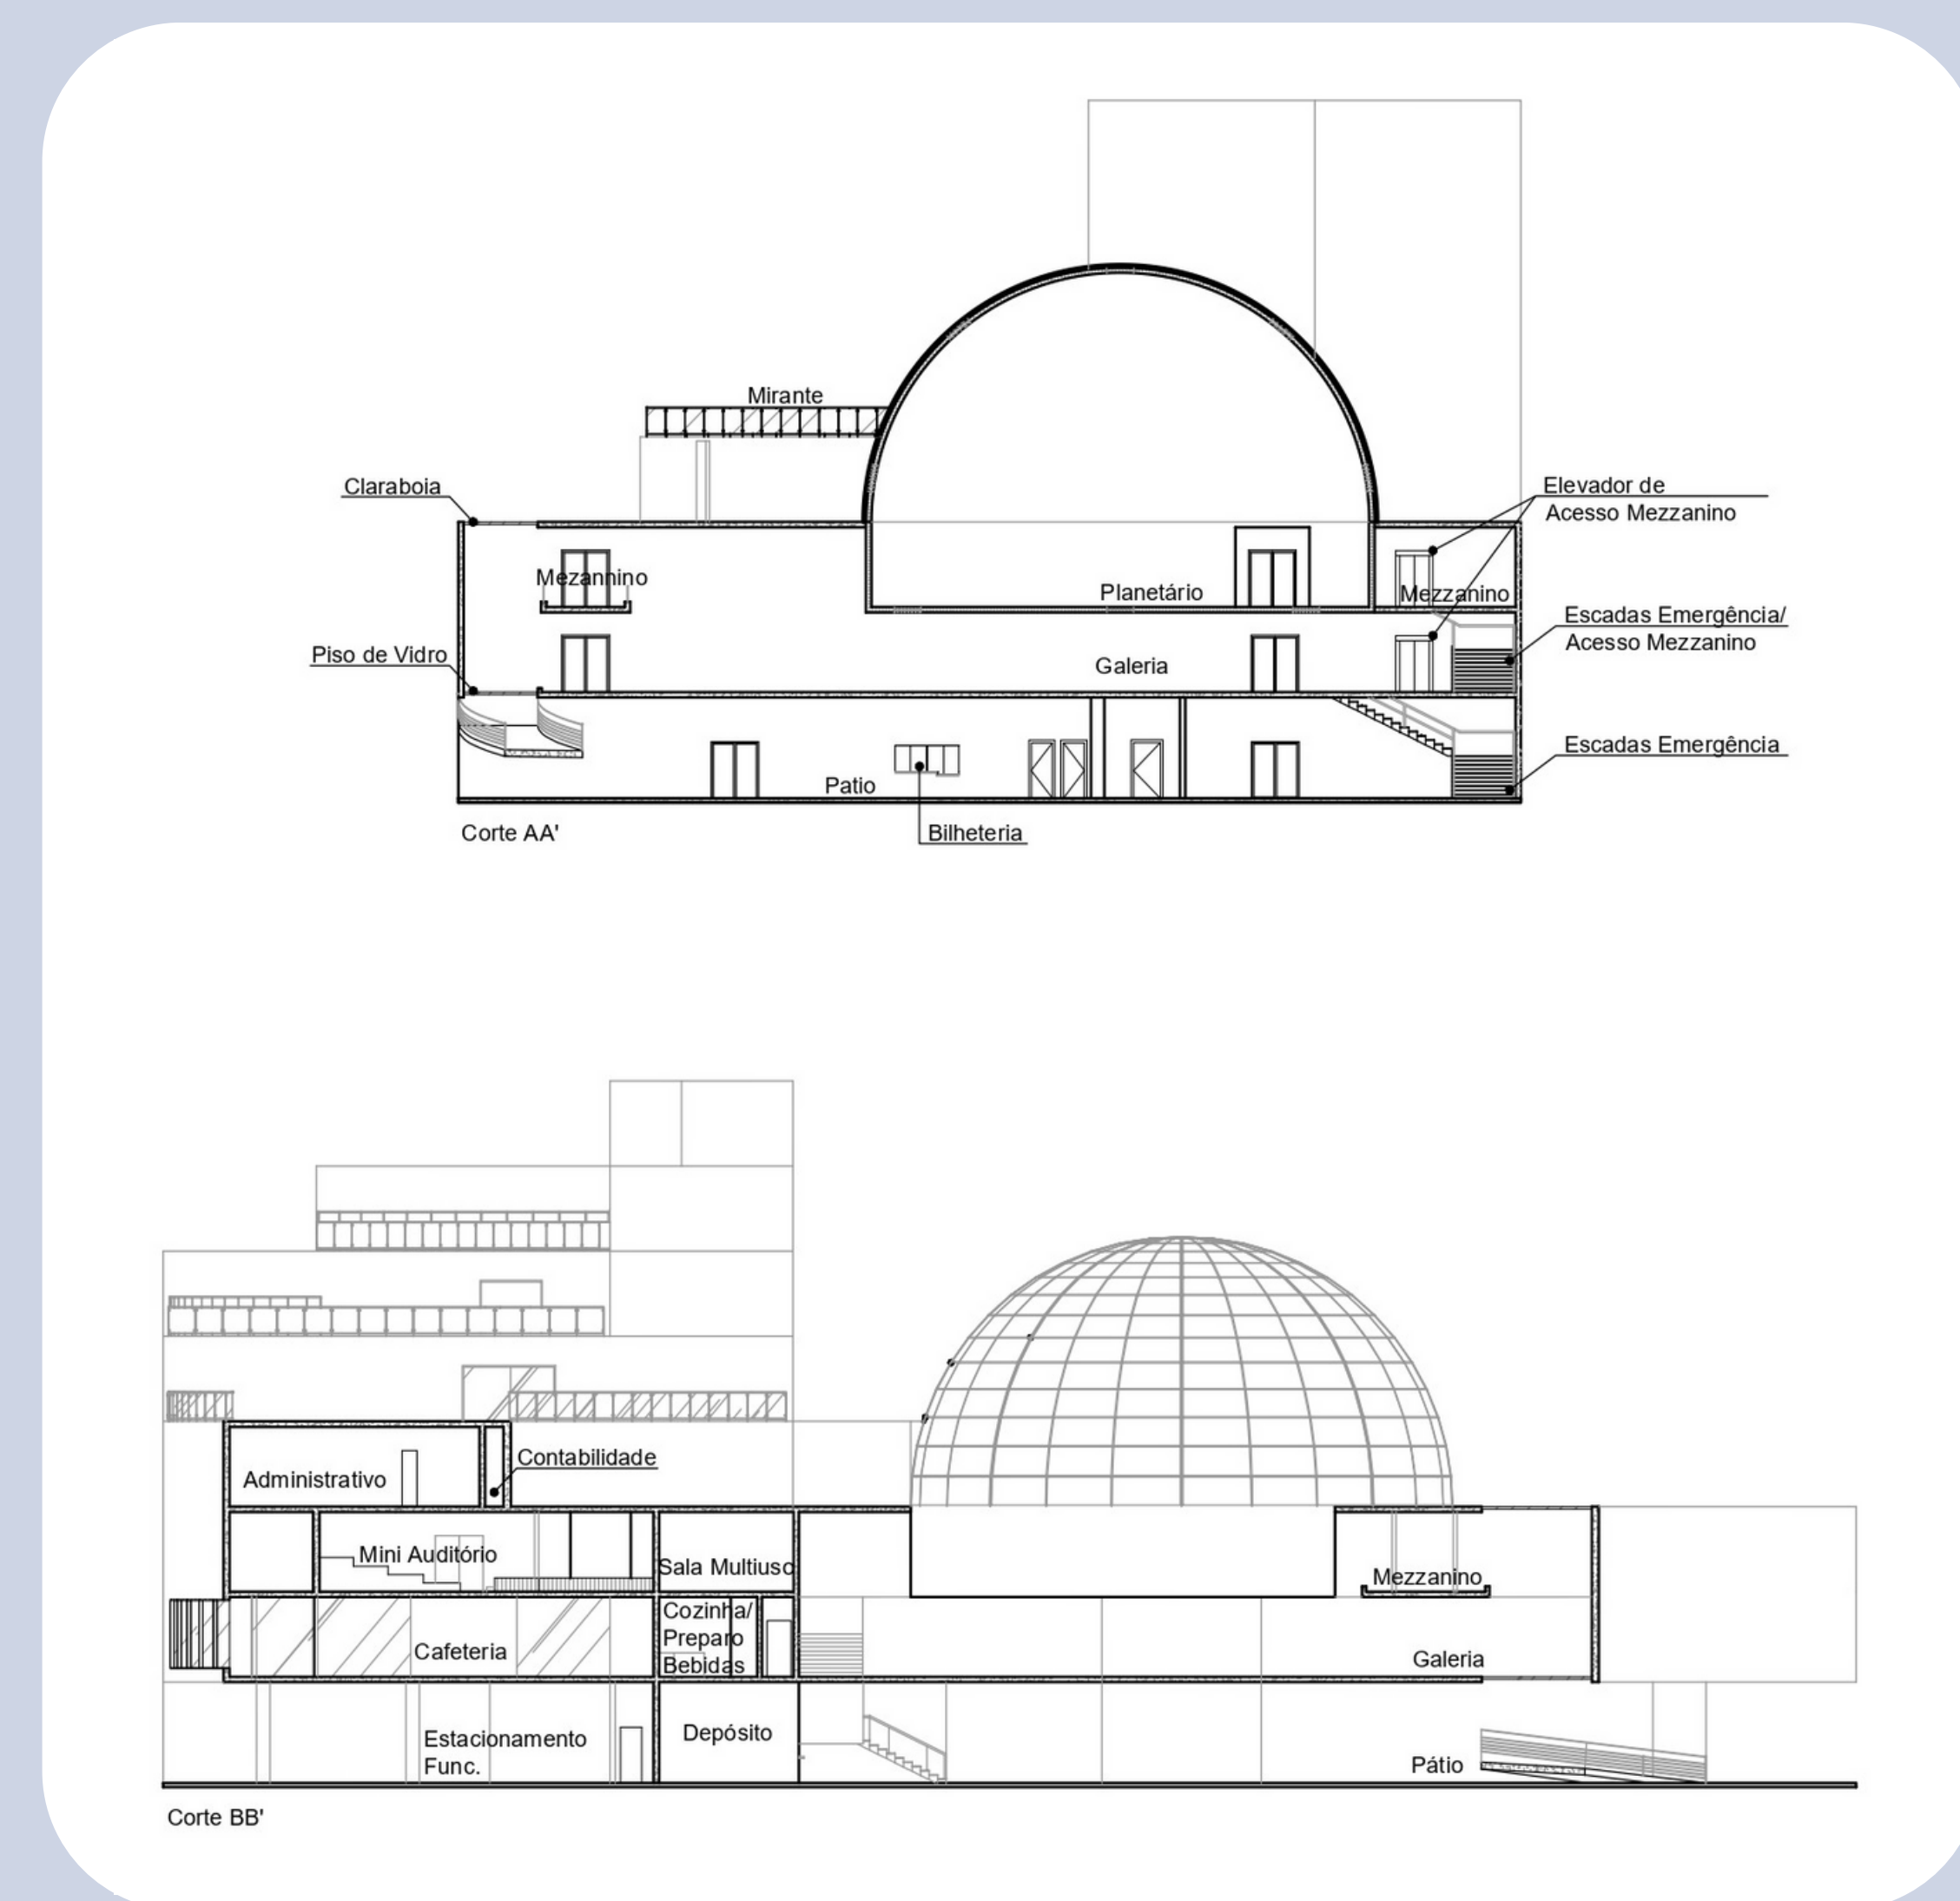 Mirante
Claraboia
Elevador de
Acesso Mezzanino
Mezannino
Planetário
Mezzanino
Escadas Emergência/
Acesso Mezzanino
Piso de Vidro
Galeria
Escadas Emergência
Patio
Corte AA'
Bilheteria
Contabilidade
Administrativo
Mini Auditório
Sala Multiuso
Mezzanino
Cozinha/
Preparo
Bebidas
Cafeteria
Galeria
Estacionamento
Func.
Depósito
Pátio
Corte BB'